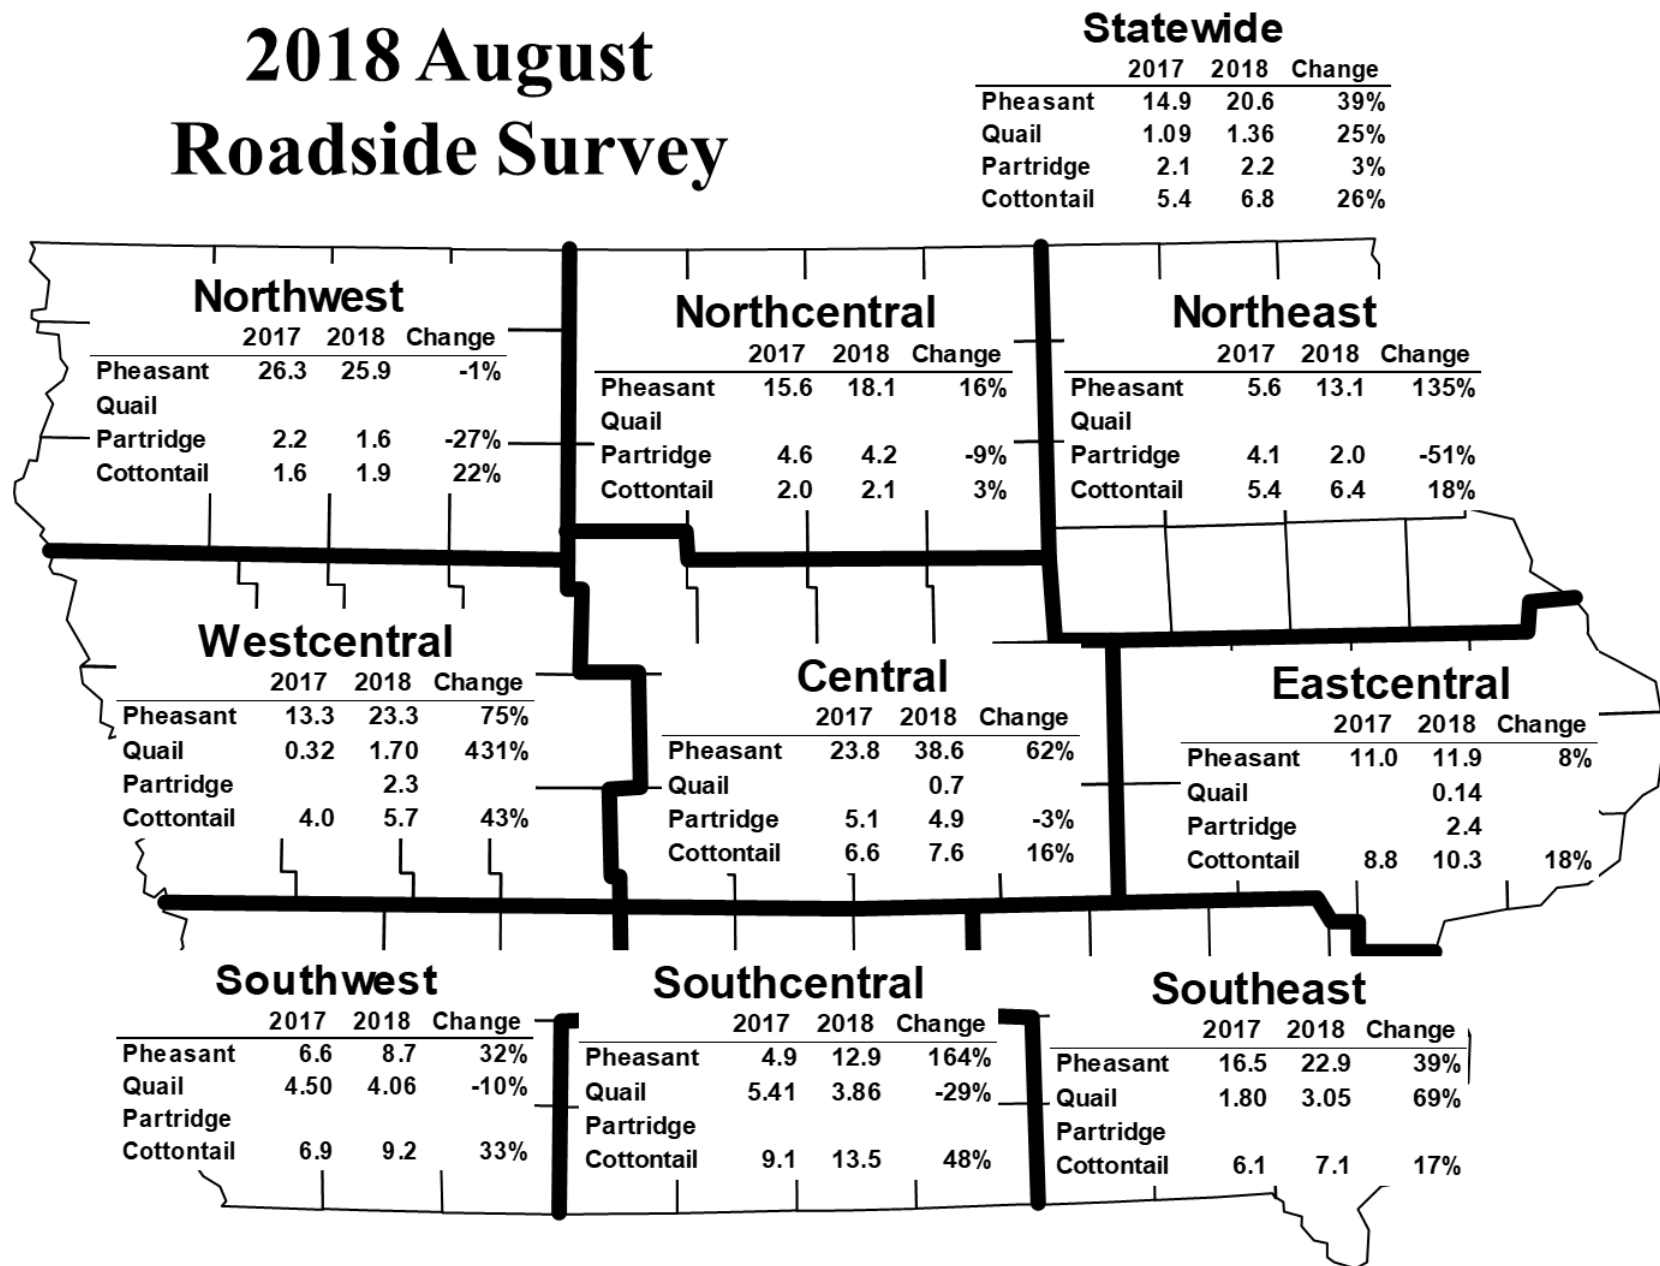 2018 August
Roadside Survey
Statewide
2017 2018 Change
Pheasant 14.9 20.6 39%
Quail 1.09 1.36 25%
Partridge 2.1 2.2 3%
Cottontail 5.4 6.8 26%
Northwest
2017 2018 Change
Pheasant 26.3 25.9 -1%
Quail
Partridge 2.2 1.6 -27%
Cottontail 1.6 1.9 22%
Northcentral
2017 2018 Change
Pheasant 15.6 18.1 16%
Quail
Partridge 4.6 4.2 -9%
Cottontail 2.0 2.1 3%
Northeast
2017 2018 Change
Pheasant 5.6 13.1 135%
Quail
Partridge 4.1 2.0 -51%
Cottontail 5.4 6.4 18%
Westcentral
2017 2018 Change
Pheasant 13.3 23.3 75%
Quail 0.32 1.70 431%
Partridge 2.3
Cottontail 4.0 5.7 43%
Central
2017 2018 Change
Pheasant 23.8 38.6 62%
Quail 0.7
Partridge 5.1 4.9 -3%
Cottontail 6.6 7.6 16%
Eastcentral
2017 2018 Change
Pheasant 11.0 11.9 8%
Quail 0.14
Partridge 2.4
Cottontail 8.8 10.3 18%
Southwest
2017 2018 Change
Pheasant 6.6 8.7 32%
Quail 4.50 4.06 -10%
Partridge
Cottontail 6.9 9.2 33%
Southcentral
2017 2018 Change
Pheasant 4.9 12.9 164%
Quail 5.41 3.86 -29%
Partridge
Cottontail 9.1 13.5 48%
Southeast
2017 2018 Change
Pheasant 16.5 22.9 39%
Quail 1.80 3.05 69%
Partridge
Cottontail 6.1 7.1 17%